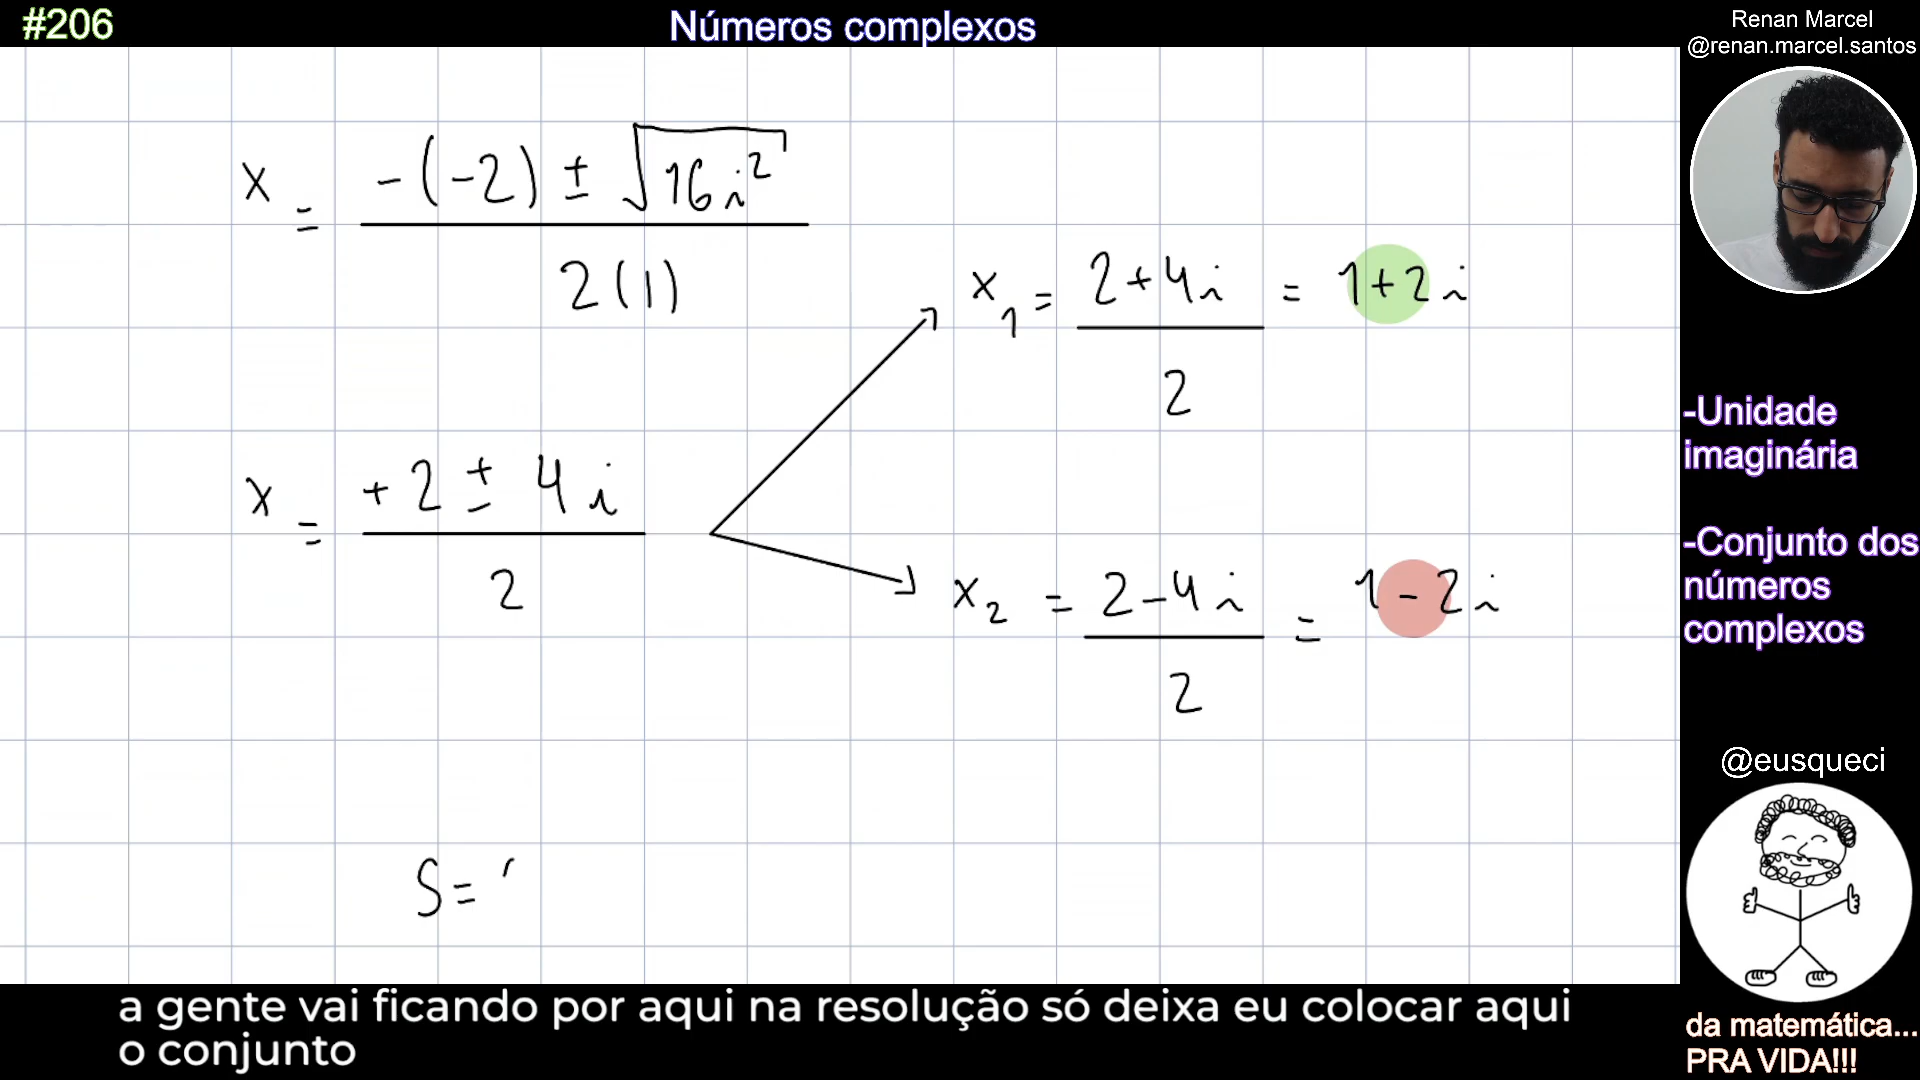 #206
Números complexos
Renan Marcel
@renan.marcel.santos
x = -(-2) ± √16i²
2(1)
x₁ = 2+4i = 1+2i
2
x = +2 ± 4i
2
x₂ = 2-4i = 1-2i
2
S=
-Unidade
imaginária
-Conjunto dos
números
complexos
@eusqueci
da matemática...
PRA VIDA!!!
a gente vai ficando por aqui na resolução só deixa eu colocar aqui
o conjunto